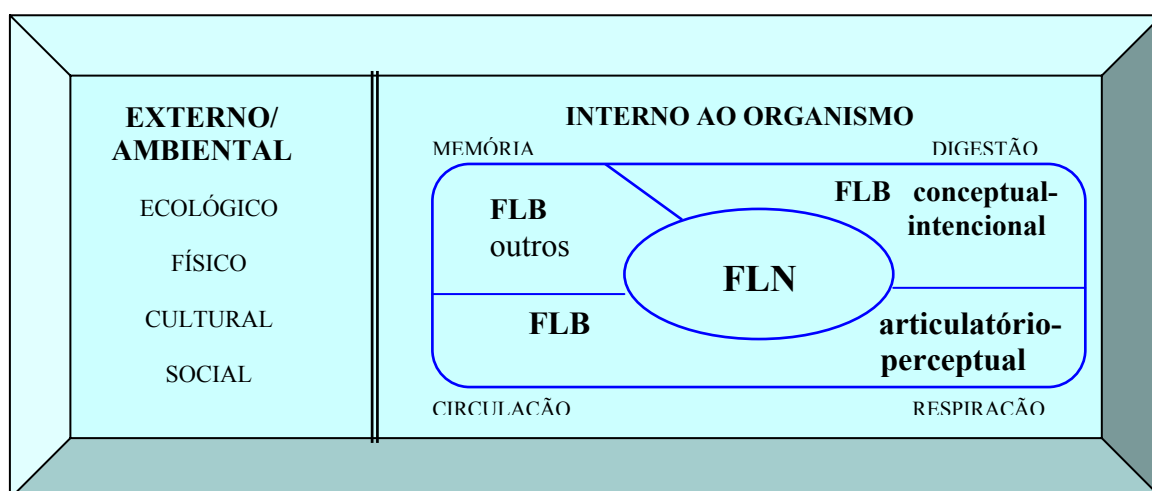 EXTERNO/
AMBIENTAL
ECOLÓGICO
FÍSICO
CULTURAL
SOCIAL
INTERNO AO ORGANISMO
MEMÓRIA
DIGESTÃO
FLB conceptual-
intencional
FLB
outros
FLN
FLB
articulatório-
perceptual
CIRCULAÇÃO
RESPIRAÇÃO